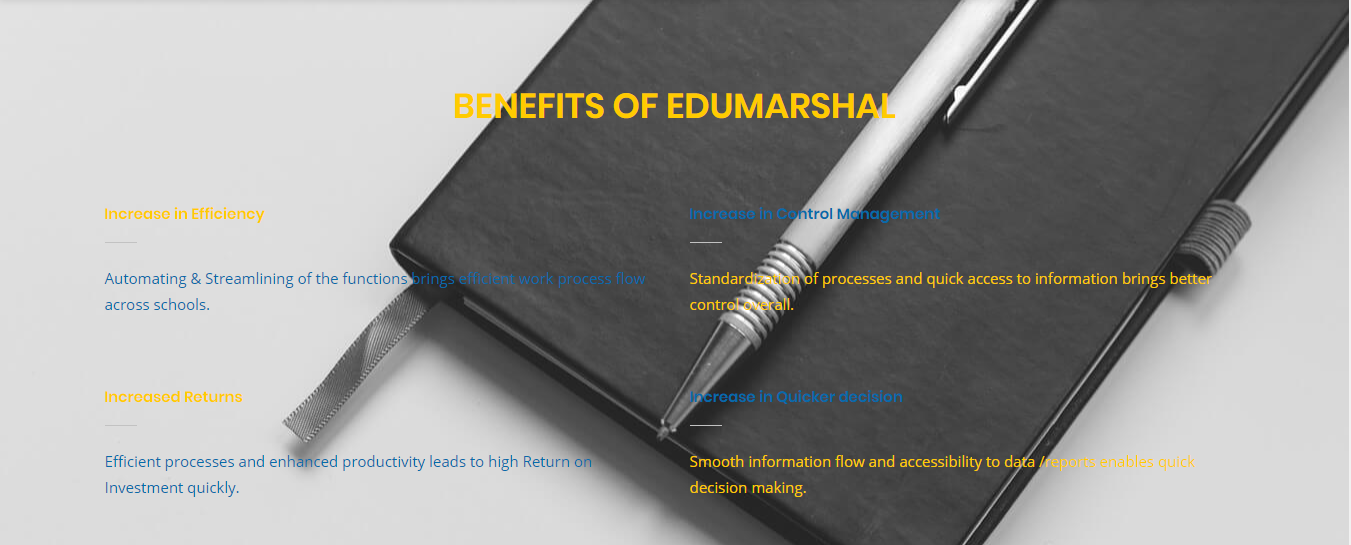 BENEFITS OF EDUMARSHAL
Increase in Efficiency
Automating & Streamlining of the functions brings efficient work process flow
across schools.
Increase in Control Management
Standardization of processes and quick access to information brings better
control overall.
Increased Returns
Efficient processes and enhanced productivity leads to high Return on
Investment quickly.
Increase in Quicker decision
Smooth information flow and accessibility to data /reports enables quick
decision making.